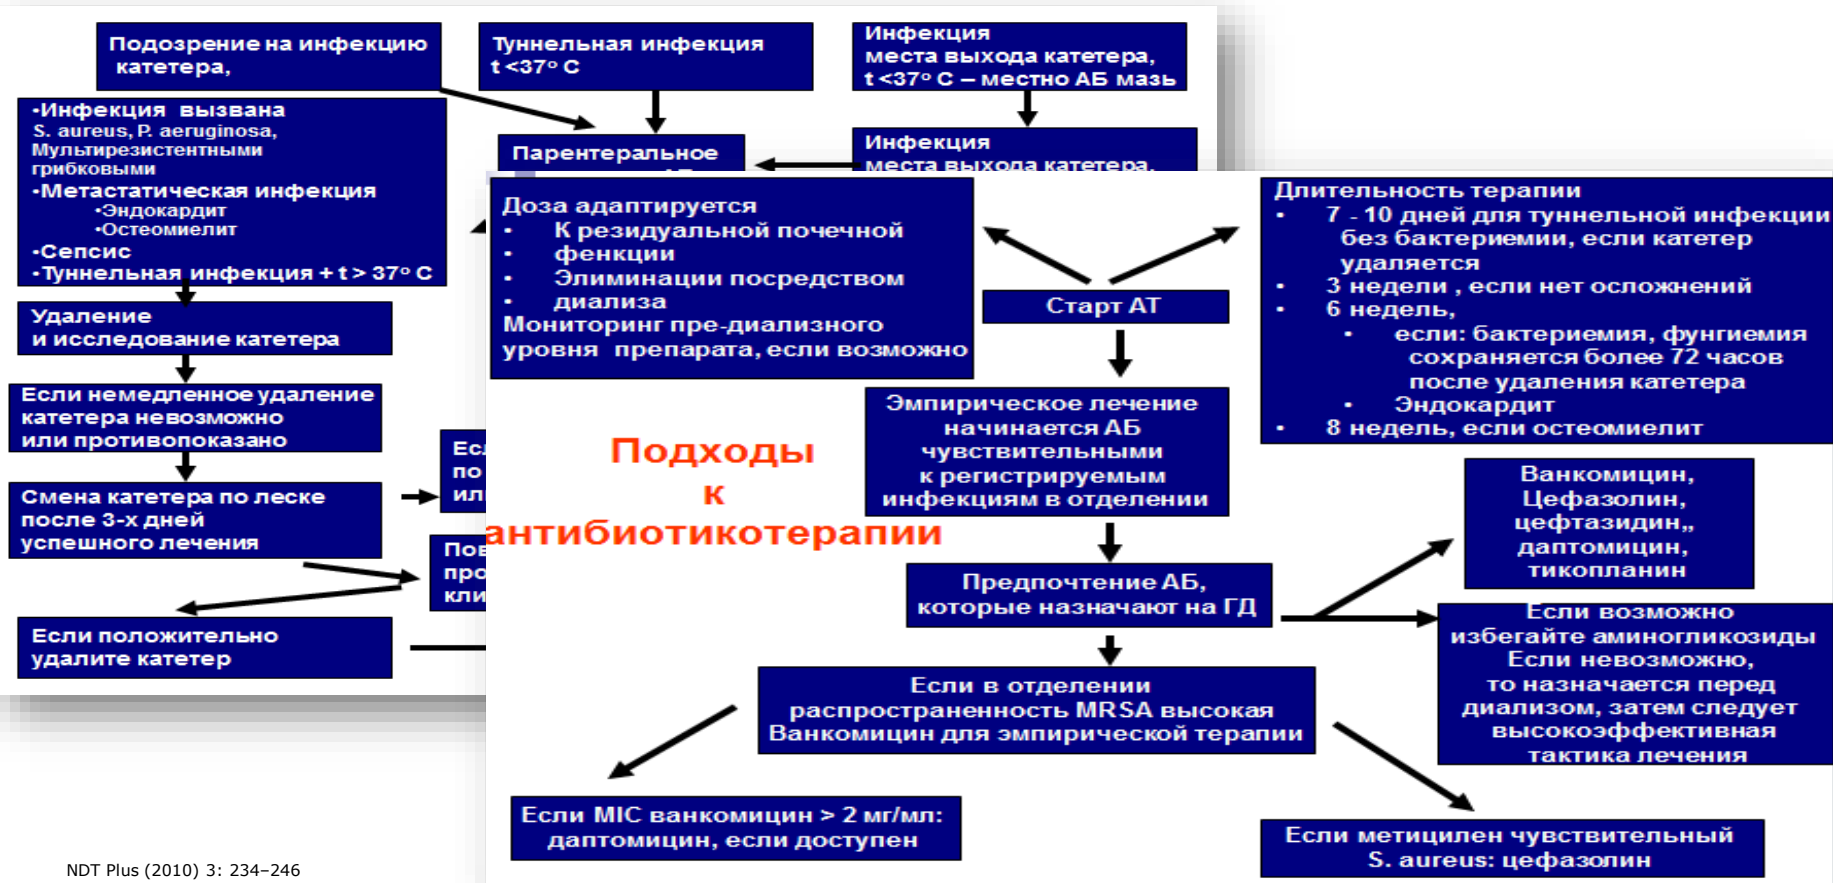 Подозрение на инфекцию
катетера,
Туннельная инфекция
t <37º C
Инфекция
места выхода катетера,
t <37º C – местно АБ мазь
•Инфекция вызвана
S. aureus, P. aeruginosa,
Мультирезистентными
грибковыми
•Метастатическая инфекция
•Эндокардит
•Остеомиелит
•Сепсис
•Туннельная инфекция + t > 37º C
Парентеральное
Инфекция
места выхода катетера,
Удаление
и исследование катетера
Если немедленное удаление
катетера невозможно
или противопоказано
Смена катетера по леске
после 3-х дней
успешного лечения
по
Если положительно
удалите катетер
Доза адаптируется
• К резидуальной почечной
• фенкции
• Элиминации посредством
• диализа
Мониторинг пре-диализного
уровня препарата, если возможно
Старт АТ
Длительность терапии
• 7 - 10 дней для туннельной инфекции
без бактериемии, если катетер
удаляется
• 3 недели , если нет осложнений
• 6 недель,
• если: бактериемия, фунгиемия
сохраняется более 72 часов
после удаления катетера
• Эндокардит
• 8 недель, если остеомиелит
Подходы
к
антибиотикотерапии
Эмпирическое лечение
начинается АБ
чувствительными
к регистрируемым
инфекциям в отделении
Ванкомицин,
Цефазолин,
цефтазидин,,
даптомицин,
тикопланин
Предпочтение АБ,
которые назначают на ГД
Если возможно
избегайте аминогликозиды
Если невозможно,
то назначается перед
диализом, затем следует
высокоэффективная
тактика лечения
Если в отделении
распространенность MRSA высокая
Ванкомицин для эмпирической терапии
Если MIC ванкомицин > 2 мг/мл:
даптомицин, если доступен
Если метицилен чувствительный
S. aureus: цефазолин
NDT Plus (2010) 3: 234–246